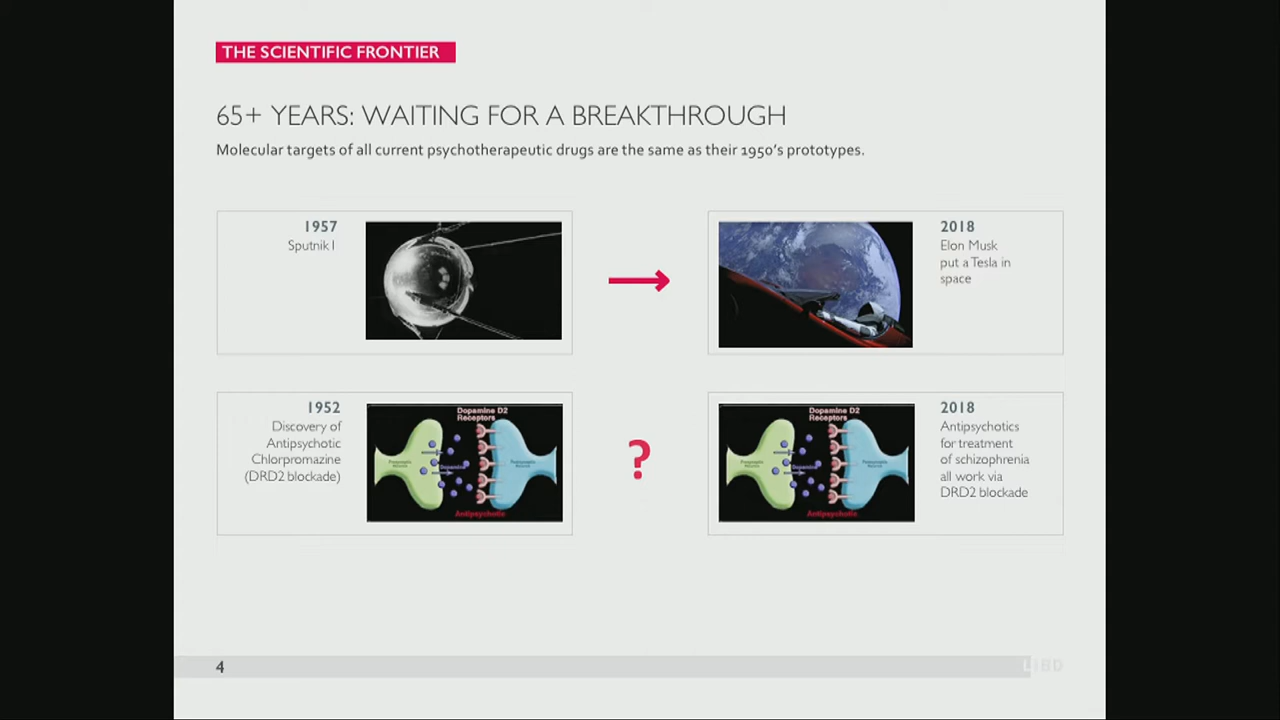 THE SCIENTIFIC FRONTIER
65+ YEARS: WAITING FOR A BREAKTHROUGH
Molecular targets of all current psychotherapeutic drugs are the same as their 1950's prototypes.
1957
Sputnik I
2018
Elon Musk
put a Tesla in
space
1952
Discovery of
Antipsychotic
Chlorpromazine
(DRD2 blockade)
Dopamine D2
Receptors
Dopamine
Antipsychotic
?
Dopamine D2
Receptors
Dopamine
Antipsychotic
2018
Antipsychotics
for treatment
of schizophrenia
all work via
DRD2 blockade
4
LIBD